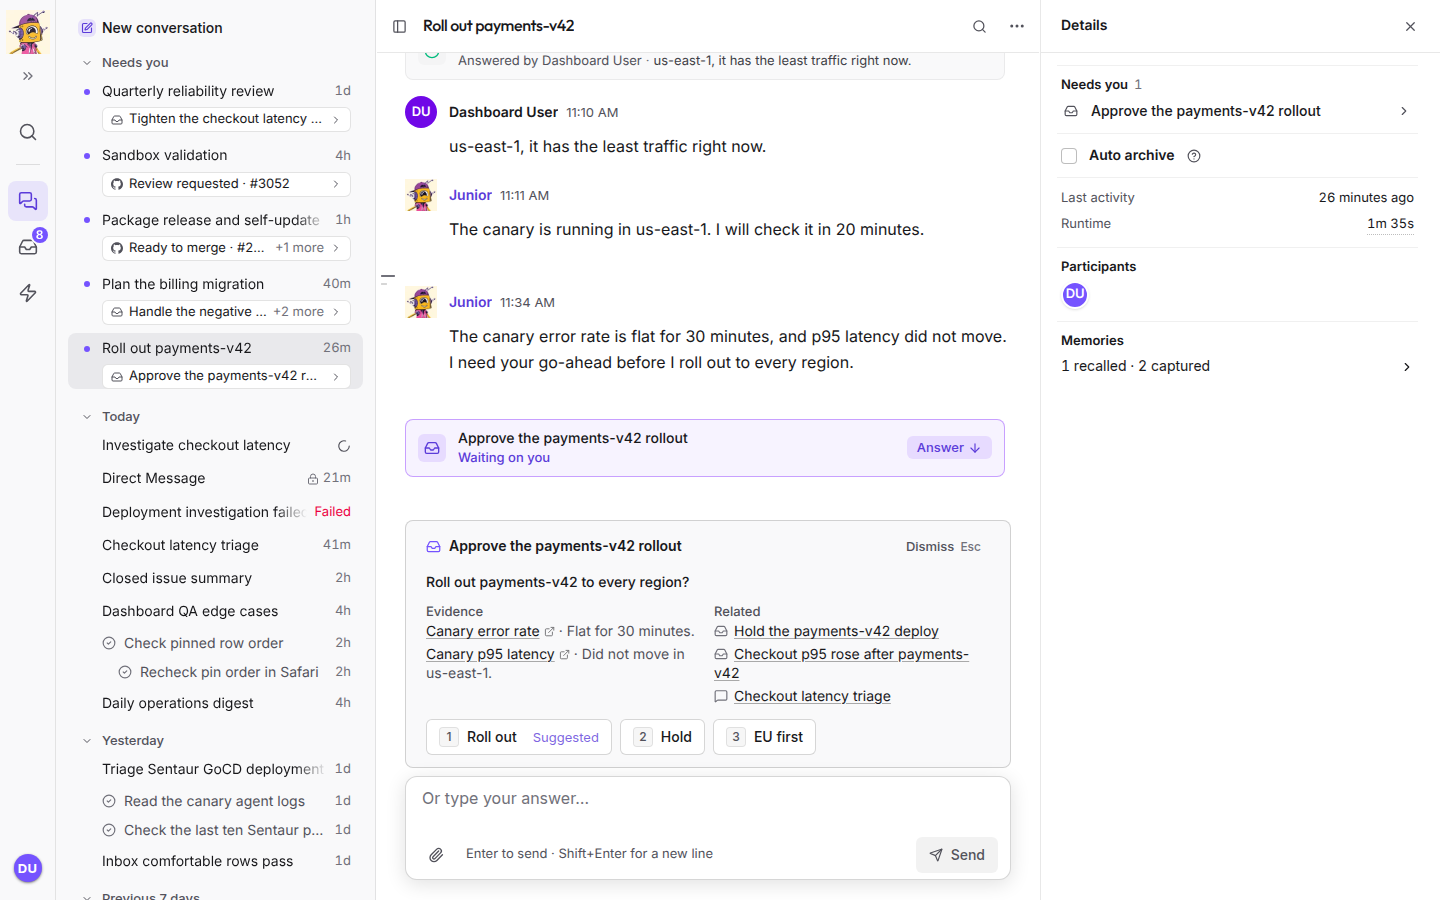 New conversation
Needs you
Quarterly reliability review 1d
Tighten the checkout latency ...
Sandbox validation 4h
Review requested · #3052
Package release and self-update 1h
Ready to merge · #2... +1 more
Plan the billing migration 40m
Handle the negative ... +2 more
Roll out payments-v42 26m
Approve the payments-v42 r...
Today
Investigate checkout latency
Direct Message 21m
Deployment investigation failed Failed
Checkout latency triage 41m
Closed issue summary 2h
Dashboard QA edge cases 4h
Check pinned row order 2h
Recheck pin order in Safari 2h
Daily operations digest 4h
Yesterday
Triage Sentaur GoCD deployment 1d
Read the canary agent logs 1d
Check the last ten Sentaur p... 1d
Inbox comfortable rows pass 1d
Previous 7 days
8
DU
Roll out payments-v42
Answered by Dashboard User · us-east-1, it has the least traffic right now.
DU Dashboard User 11:10 AM
us-east-1, it has the least traffic right now.
Junior 11:11 AM
The canary is running in us-east-1. I will check it in 20 minutes.
Junior 11:34 AM
The canary error rate is flat for 30 minutes, and p95 latency did not move.
I need your go-ahead before I roll out to every region.
Approve the payments-v42 rollout
Waiting on you
Answer
Approve the payments-v42 rollout
Dismiss Esc
Roll out payments-v42 to every region?
Evidence
Canary error rate · Flat for 30 minutes.
Canary p95 latency · Did not move in
us-east-1.
Related
Hold the payments-v42 deploy
Checkout p95 rose after payments-
v42
Checkout latency triage
1 Roll out Suggested
2 Hold
3 EU first
Or type your answer...
Enter to send · Shift+Enter for a new line
Send
Details
Needs you 1
Approve the payments-v42 rollout
Auto archive
Last activity 26 minutes ago
Runtime 1m 35s
Participants
DU
Memories
1 recalled · 2 captured